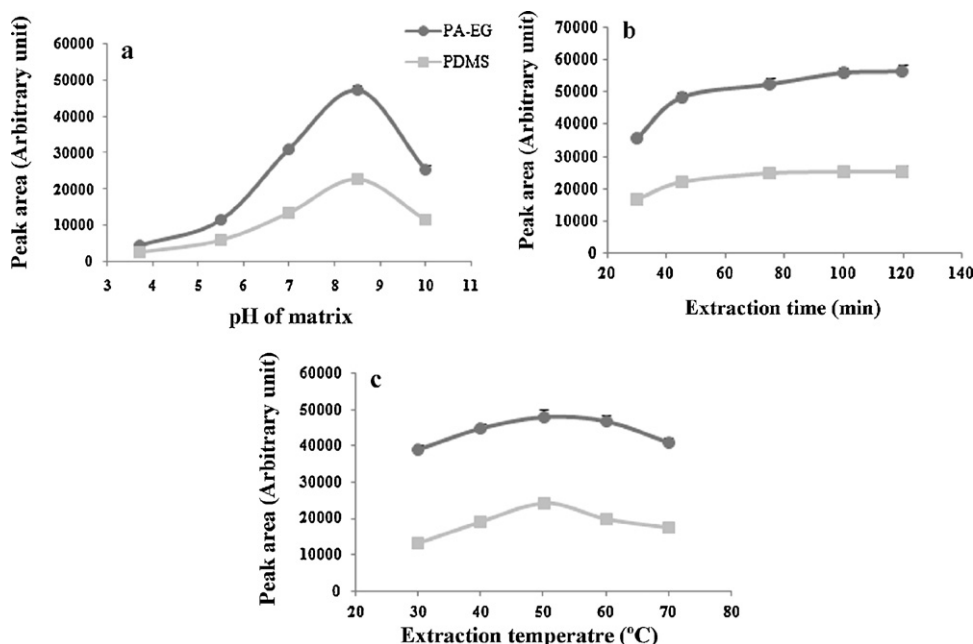 a
PA-EG
PDMS
Peak area (Arbitrary unit)
60000
50000
40000
30000
20000
10000
0
3 4 5 6 7 8 9 10 11
pH of matrix
b
Peak area (Arbitrary unit)
70000
60000
50000
40000
30000
20000
10000
0
20 40 60 80 100 120 140
Extraction time (min)
c
Peak area (Arbitrary unit)
60000
50000
40000
30000
20000
10000
0
20 30 40 50 60 70 80
Extraction temperatre (ºC)